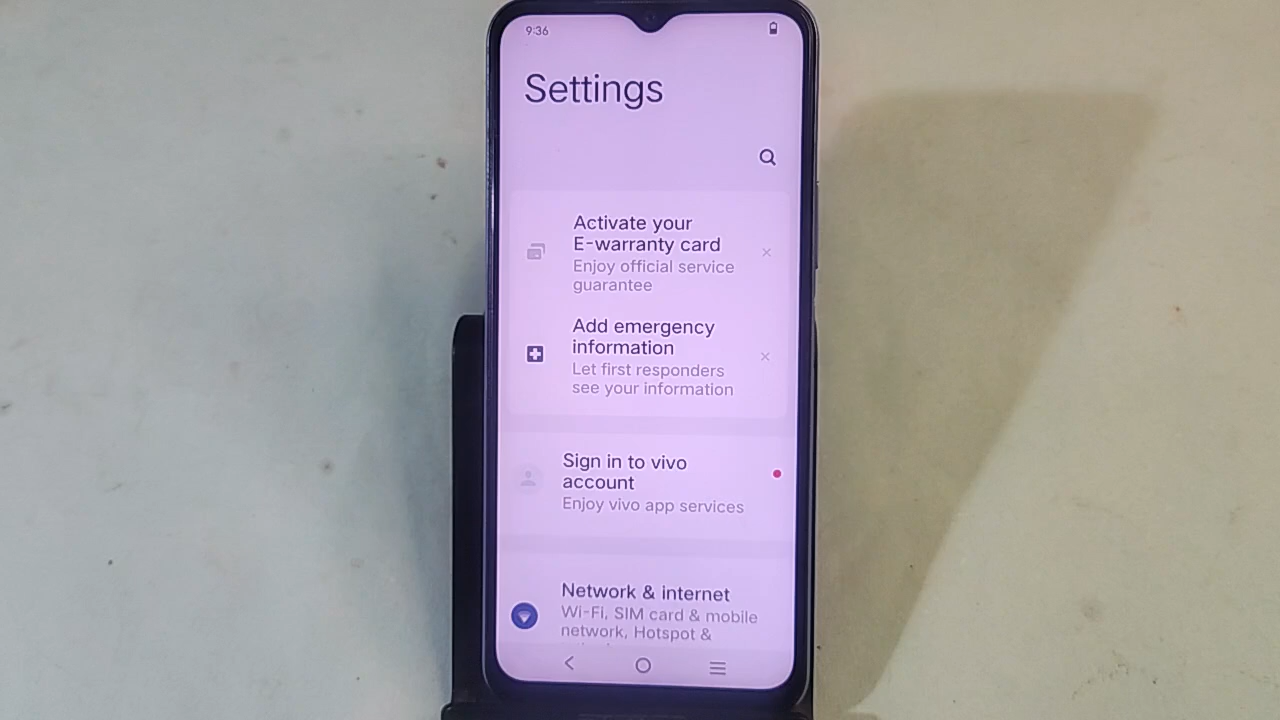 9:36
Settings
Activate your
E-warranty card
Enjoy official service
guarantee
Add emergency
information
Let first responders
see your information
Sign in to vivo
account
Enjoy vivo app services
Network & internet
Wi-Fi, SIM card & mobile
network, Hotspot &